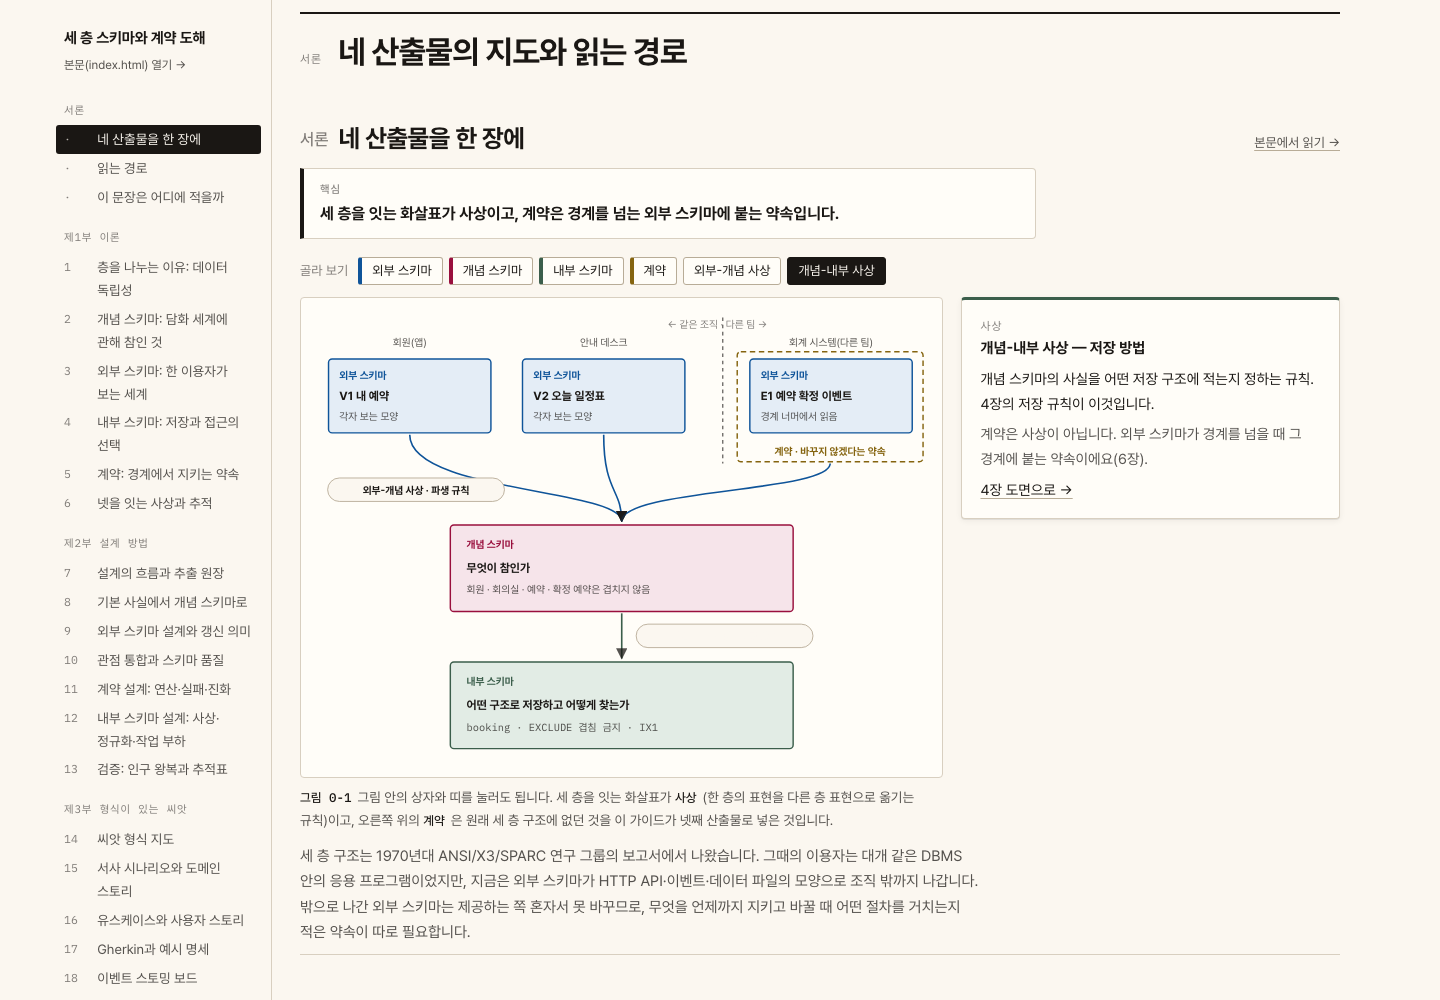 세 층 스키마와 계약 도해
본문(index.html) 열기 →
서론
· 네 산출물을 한 장에
· 읽는 경로
· 이 문장은 어디에 적을까
제1부 이론
1 층을 나누는 이유: 데이터
독립성
2 개념 스키마: 담화 세계에
관해 참인 것
3 외부 스키마: 한 이용자가
보는 세계
4 내부 스키마: 저장과 접근의
선택
5 계약: 경계에서 지키는 약속
6 넷을 잇는 사상과 추적
제2부 설계 방법
7 설계의 흐름과 추출 원장
8 기본 사실에서 개념 스키마로
9 외부 스키마 설계와 갱신 의미
10 관점 통합과 스키마 품질
11 계약 설계: 연산·실패·진화
12 내부 스키마 설계: 사상·
정규화·작업 부하
13 검증: 인구 왕복과 추적표
제3부 형식이 있는 씨앗
14 씨앗 형식 지도
15 서사 시나리오와 도메인
스토리
16 유스케이스와 사용자 스토리
17 Gherkin과 예시 명세
18 이벤트 스토밍 보드
서론 네 산출물의 지도와 읽는 경로
서론 네 산출물을 한 장에
본문에서 읽기 →
핵심
세 층을 잇는 화살표가 사상이고, 계약은 경계를 넘는 외부 스키마에 붙는 약속입니다.
골라 보기 외부 스키마 개념 스키마 내부 스키마 계약 외부-개념 사상 개념-내부 사상
← 같은 조직 다른 팀 →
회원(앱) 안내 데스크 회계 시스템(다른 팀)
외부 스키마
V1 내 예약
각자 보는 모양
외부 스키마
V2 오늘 일정표
각자 보는 모양
외부 스키마
E1 예약 확정 이벤트
경계 너머에서 읽음
계약 · 바꾸지 않겠다는 약속
외부-개념 사상 · 파생 규칙
개념 스키마
무엇이 참인가
회원 · 회의실 · 예약 · 확정 예약은 겹치지 않음
내부 스키마
어떤 구조로 저장하고 어떻게 찾는가
booking · EXCLUDE 겹침 금지 · IX1
사상
개념-내부 사상 — 저장 방법
개념 스키마의 사실을 어떤 저장 구조에 적는지 정하는 규칙.
4장의 저장 규칙이 이것입니다.
계약은 사상이 아닙니다. 외부 스키마가 경계를 넘을 때 그
경계에 붙는 약속이에요(6장).
4장 도면으로 →
그림 0-1 그림 안의 상자와 띠를 눌러도 됩니다. 세 층을 잇는 화살표가 사상 (한 층의 표현을 다른 층 표현으로 옮기는
규칙)이고, 오른쪽 위의 계약 은 원래 세 층 구조에 없던 것을 이 가이드가 넷째 산출물로 넣은 것입니다.
세 층 구조는 1970년대 ANSI/X3/SPARC 연구 그룹의 보고서에서 나왔습니다. 그때의 이용자는 대개 같은 DBMS
안의 응용 프로그램이었지만, 지금은 외부 스키마가 HTTP API·이벤트·데이터 파일의 모양으로 조직 밖까지 나갑니다.
밖으로 나간 외부 스키마는 제공하는 쪽 혼자서 못 바꾸므로, 무엇을 언제까지 지키고 바꿀 때 어떤 절차를 거치는지
적은 약속이 따로 필요합니다.